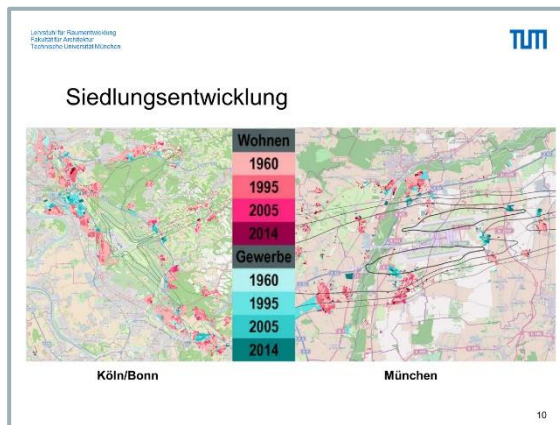 Lehrstuhl für Raumentwicklung
Fakultät für Architektur
Technische Universität München
TUM
Siedlungsentwicklung
Wohnen
1960
1995
2005
2014
Gewerbe
1960
1995
2005
2014
Köln/Bonn
München
10